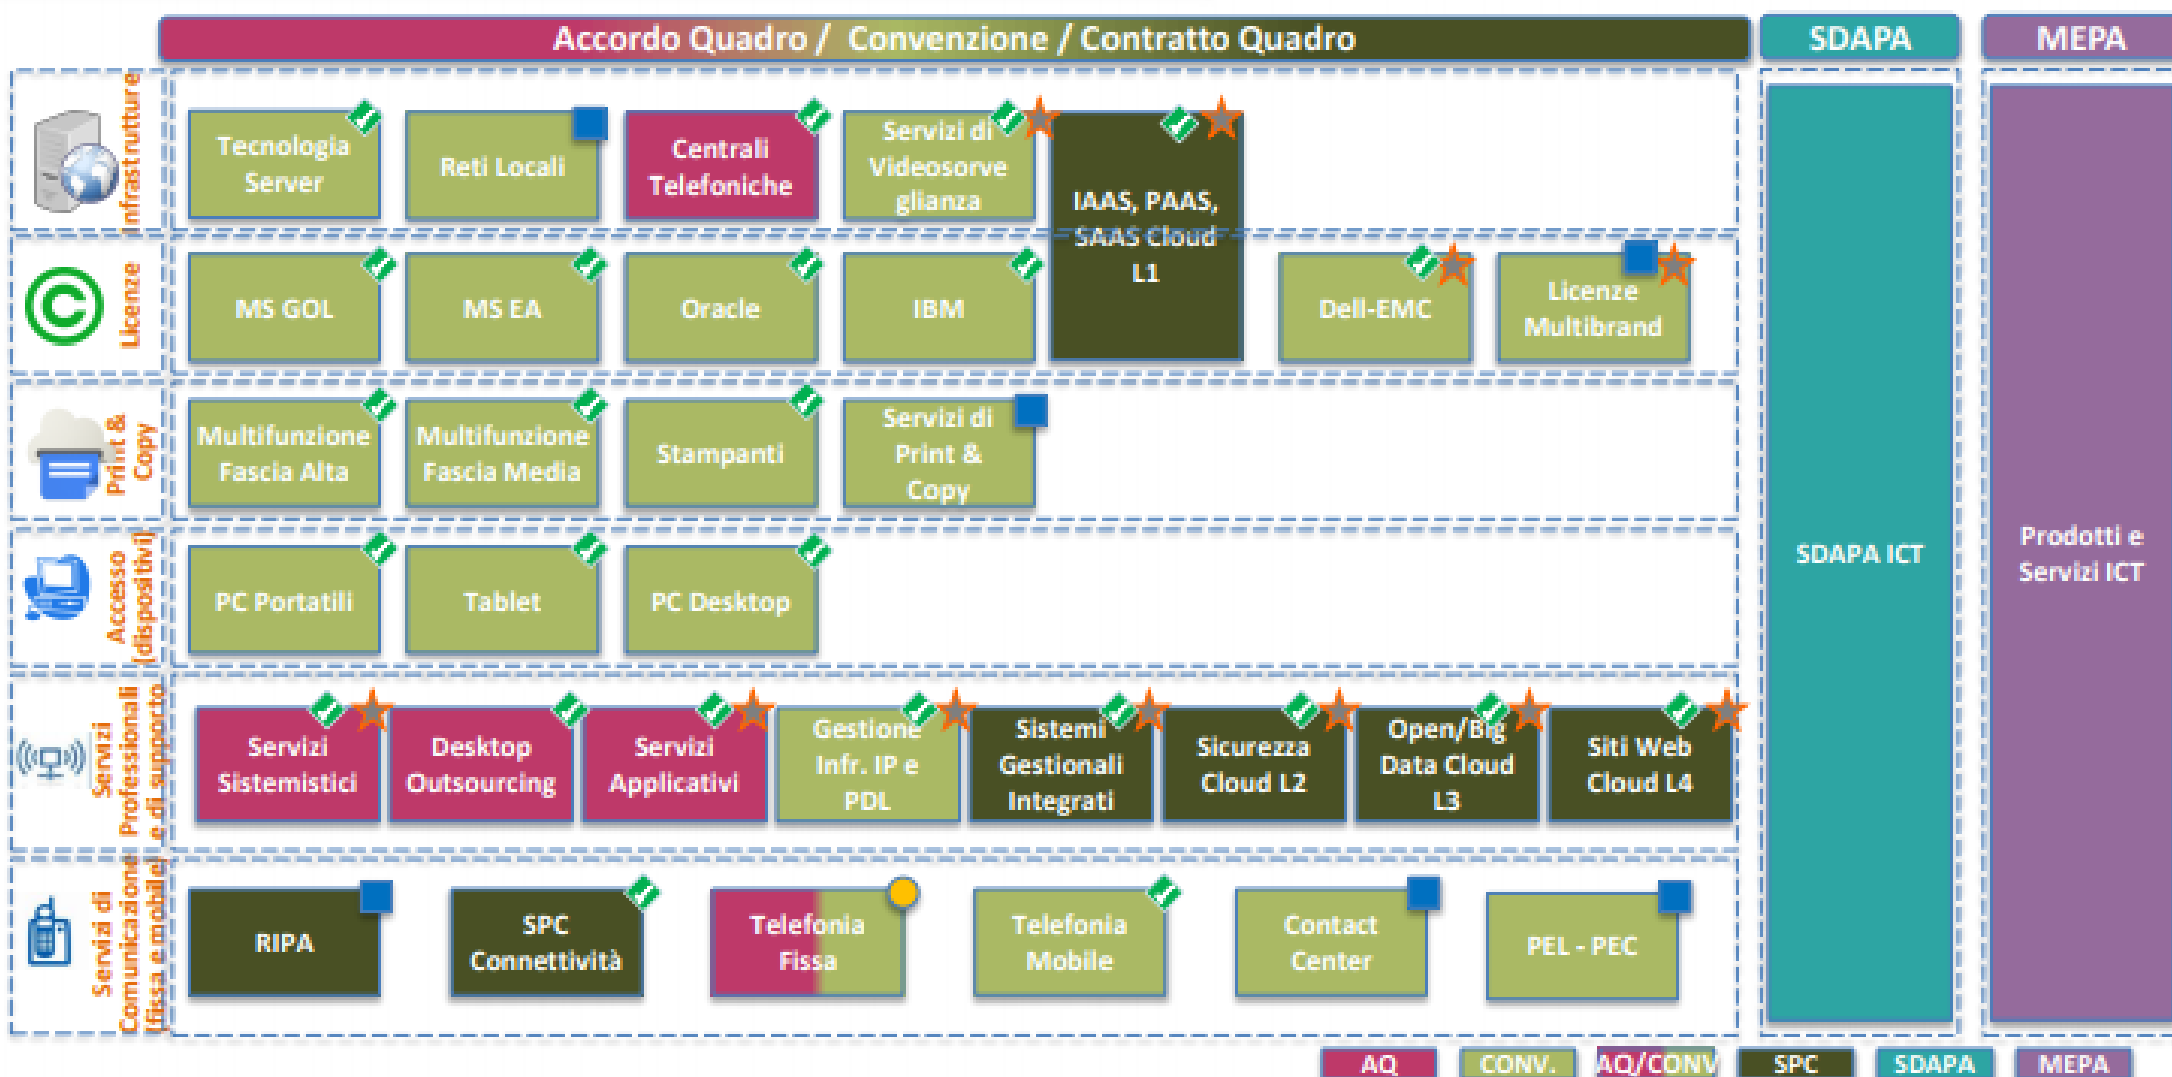 Accordo Quadro / Convenzione / Contratto Quadro
SDAPA
MEPA
Infrastrutture
Tecnologia
Server
Reti Locali
Centrali
Telefoniche
Servizi di
Videosorve
glianza
IAAS, PAAS,
SAAS Cloud
L1
Licenze
MS GOL
MS EA
Oracle
IBM
Dell-EMC
Licenze
Multibrand
Print &
Copy
Multifunzione
Fascia Alta
Multifunzione
Fascia Media
Stampanti
Servizi di
Print &
Copy
Accesso
(dispositivi)
PC Portatili
Tablet
PC Desktop
SDAPA ICT
Prodotti e
Servizi ICT
Servizi
Professionali
e di supporto
Servizi
Sistemistici
Desktop
Outsourcing
Servizi
Applicativi
Gestione
Infr. IP e
PDL
Sistemi
Gestionali
Integrati
Sicurezza
Cloud L2
Open/Big
Data Cloud
L3
Siti Web
Cloud L4
Servizi di
Comunicazione
(fissa e mobile)
RIPA
SPC
Connettività
Telefonia
Fissa
Telefonia
Mobile
Contact
Center
PEL - PEC
AQ
CONV.
AQ/CONV
SPC
SDAPA
MEPA